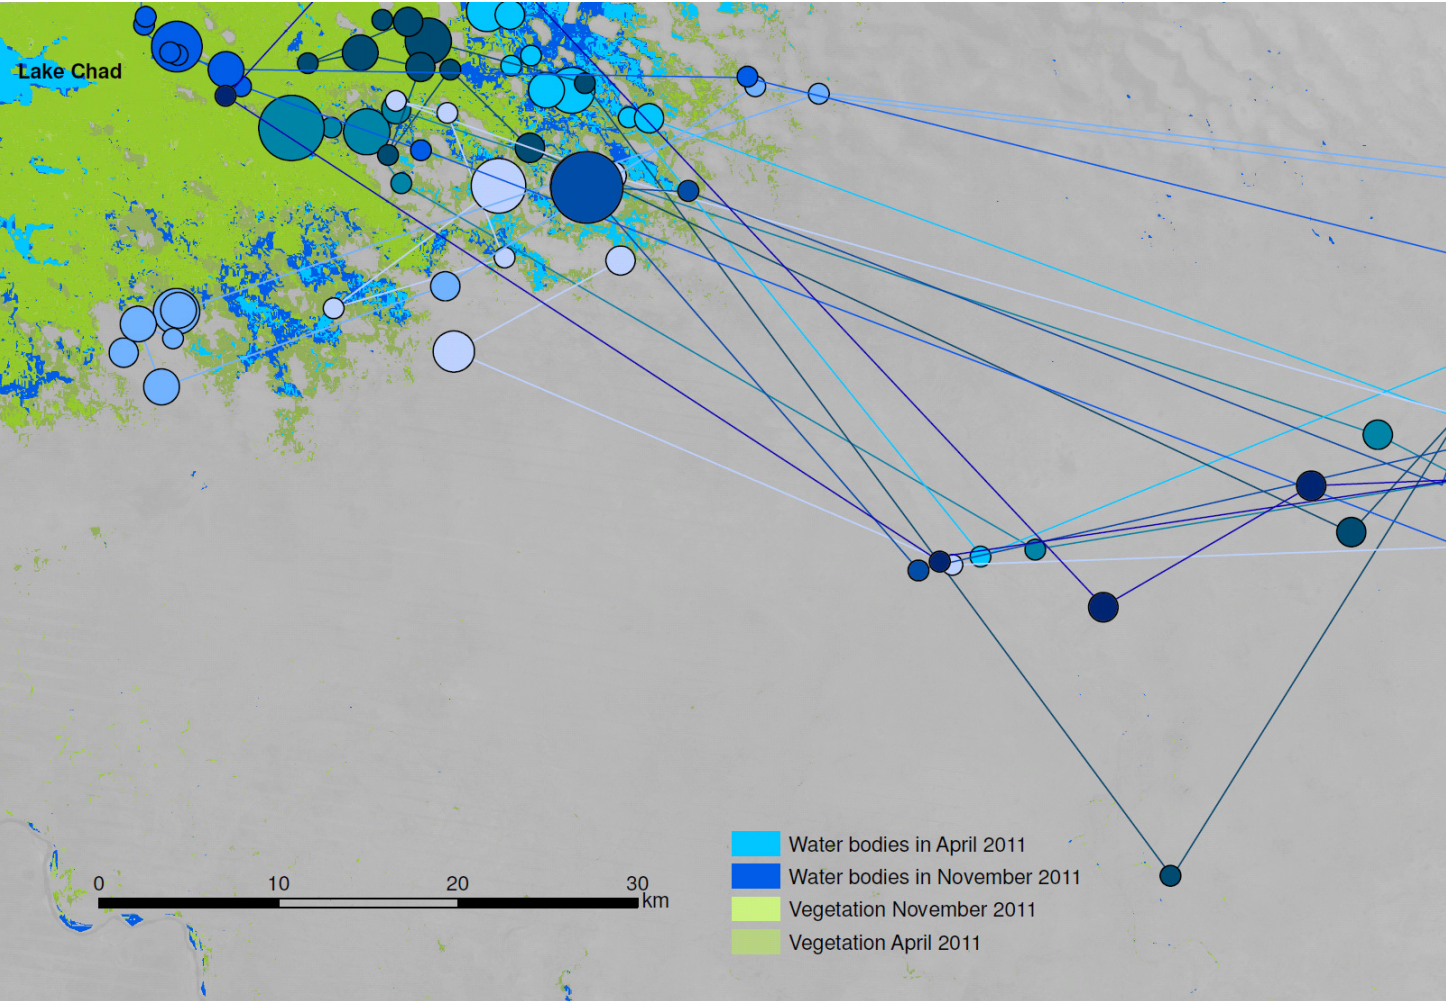 Lake Chad
0 10 20 30
km
Water bodies in April 2011
Water bodies in November 2011
Vegetation November 2011
Vegetation April 2011